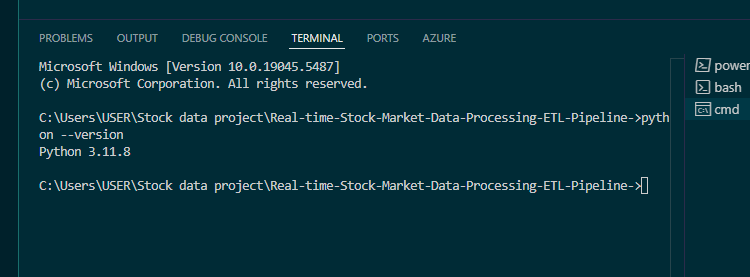 PROBLEMS OUTPUT DEBUG CONSOLE TERMINAL PORTS AZURE
Microsoft Windows [Version 10.0.19045.5487]
(c) Microsoft Corporation. All rights reserved.
C:\Users\USER\Stock data project\Real-time-Stock-Market-Data-Processing-ETL-Pipeline->pyth
on --version
Python 3.11.8
C:\Users\USER\Stock data project\Real-time-Stock-Market-Data-Processing-ETL-Pipeline->
power
bash
cmd